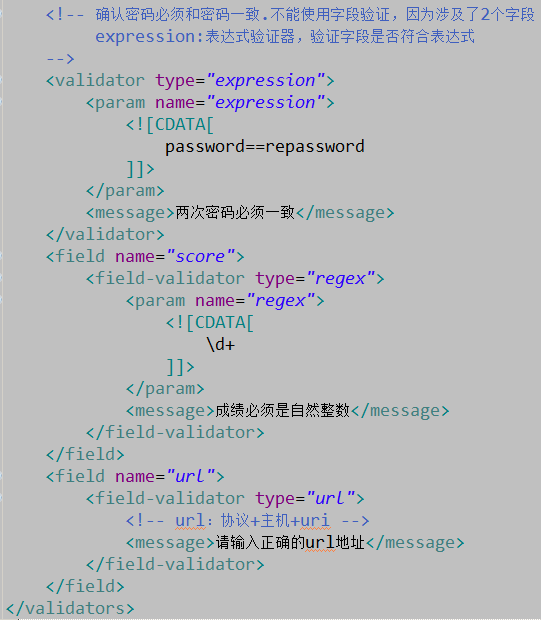 <!-- 确认密码必须和密码一致.不能使用字段验证，因为涉及了2个字段
expression:表达式验证器，验证字段是否符合表达式
-->
<validator type="expression">
<param name="expression">
<![CDATA[
password==repassword
]]>
</param>
<message>两次密码必须一致</message>
</validator>
<field name="score">
<field-validator type="regex">
<param name="regex">
<![CDATA[
\d+
]]>
</param>
<message>成绩必须是自然整数</message>
</field-validator>
</field>
<field name="url">
<field-validator type="url">
<!-- url：协议+主机+uri -->
<message>请输入正确的url地址</message>
</field-validator>
</field>
</validators>